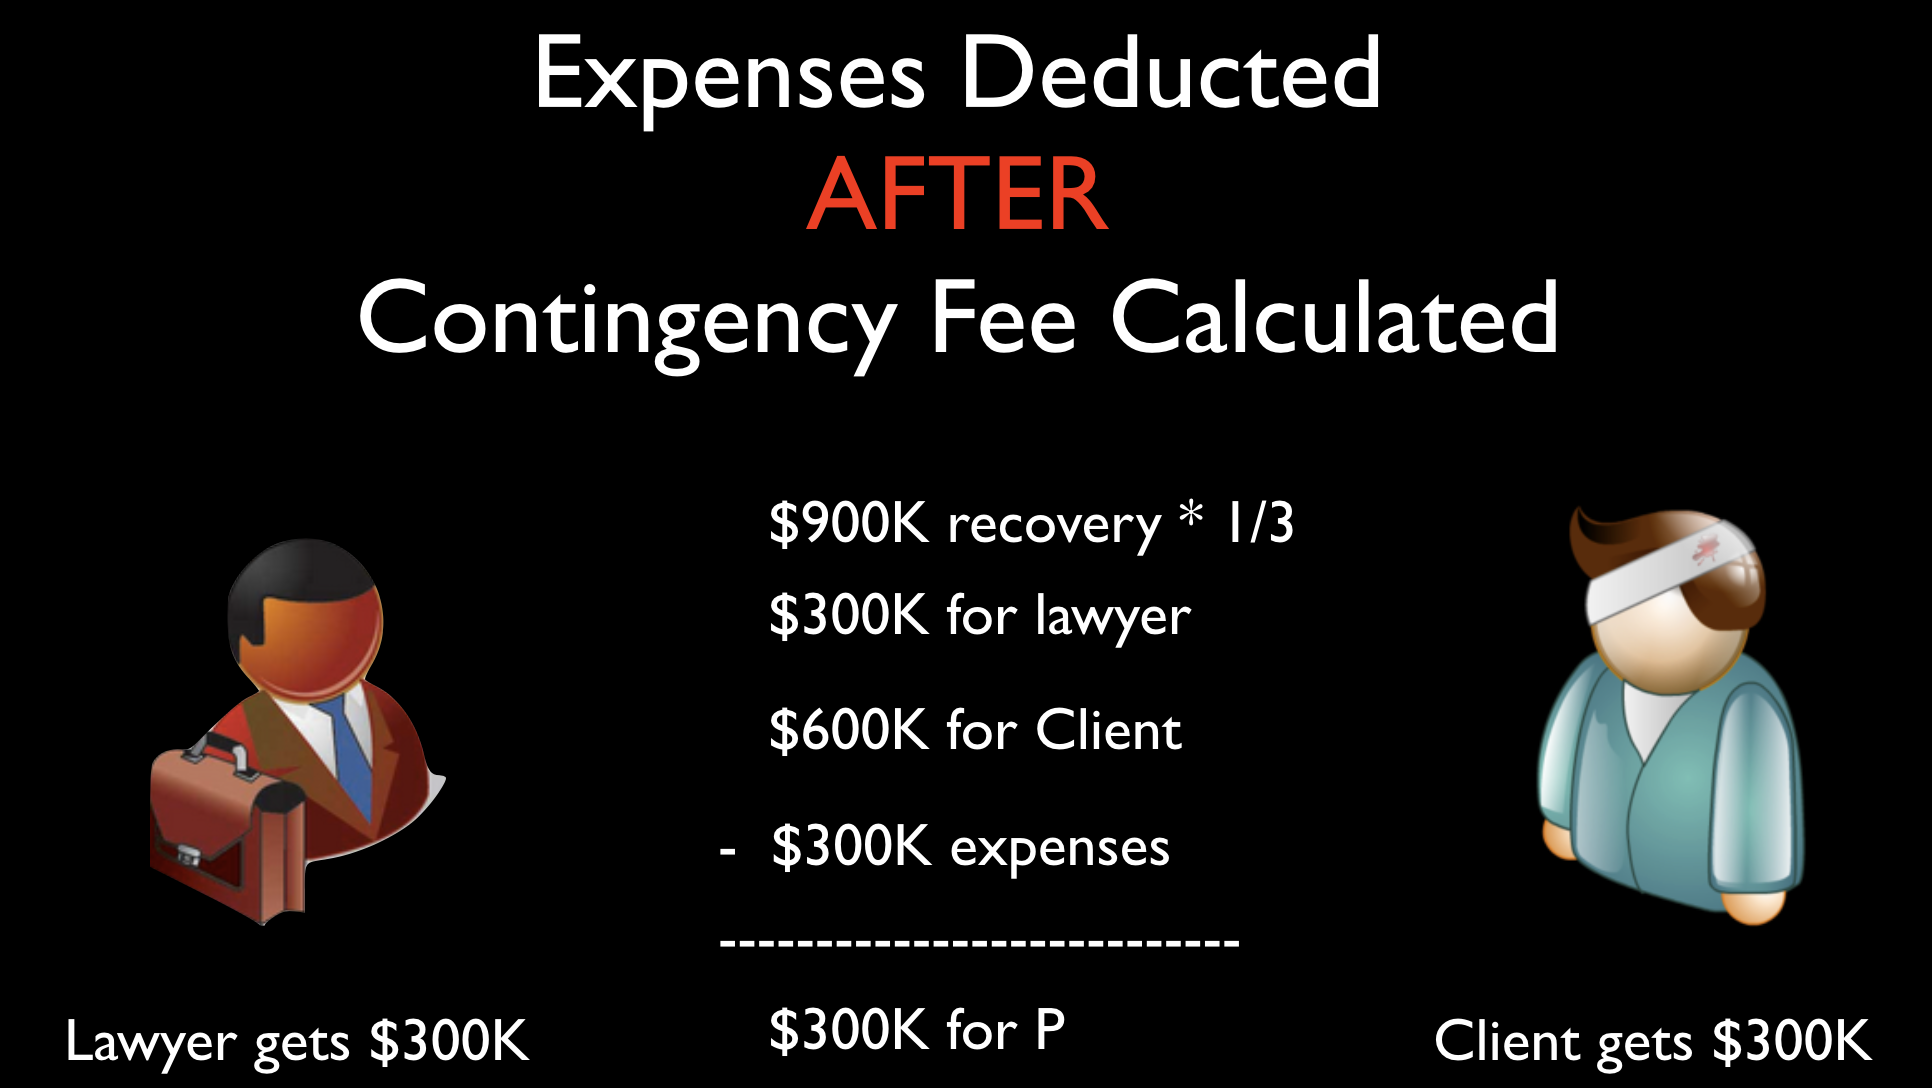 Expenses Deducted
AFTER
Contingency Fee Calculated
$900K recovery * 1/3
$300K for lawyer
$600K for Client
- $300K expenses
---------------------------
$300K for P
Lawyer gets $300K
Client gets $300K